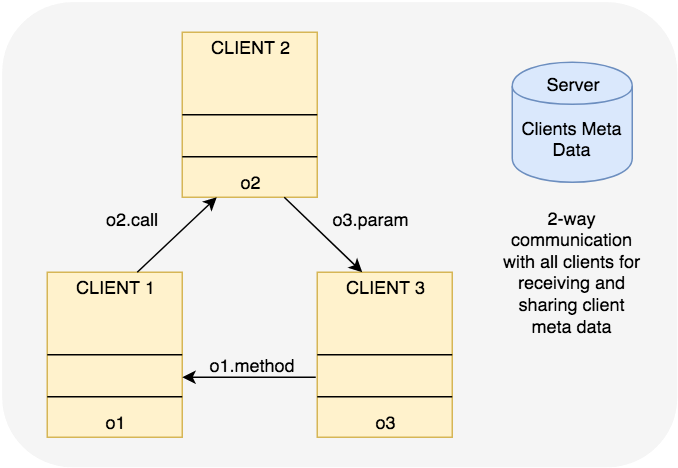 CLIENT 2
o2
Server
Clients Meta
Data
o2.call
o3.param
2-way
communication
with all clients for
receiving and
sharing client
meta data
CLIENT 1
o1
CLIENT 3
o3
o1.method